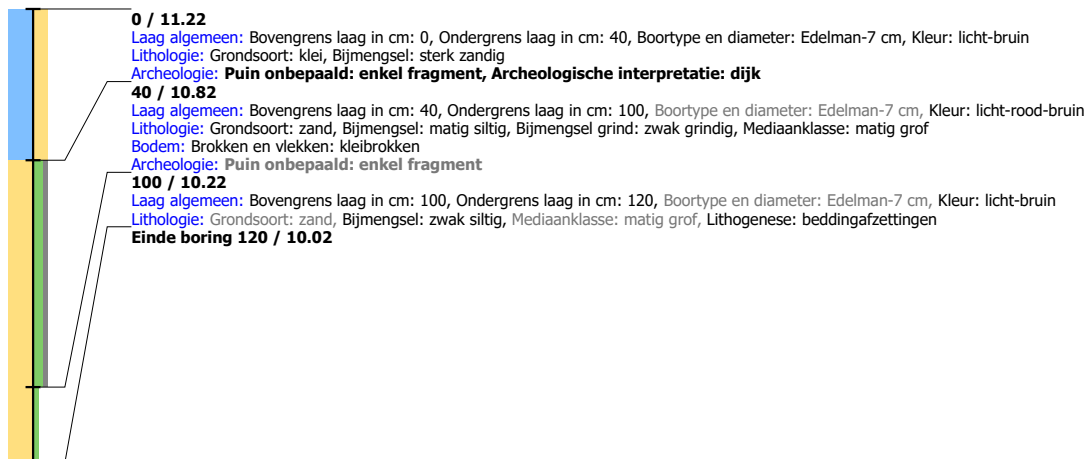 0 / 11.22
Laag algemeen: Bovengrens laag in cm: 0, Ondergrens laag in cm: 40, Boortype en diameter: Edelman-7 cm, Kleur: licht-bruin
Lithologie: Grondsoort: klei, Bijmengsel: sterk zandig
Archeologie: Puin onbepaald: enkel fragment, Archeologische interpretatie: dijk
40 / 10.82
Laag algemeen: Bovengrens laag in cm: 40, Ondergrens laag in cm: 100, Boortype en diameter: Edelman-7 cm, Kleur: licht-rood-bruin
Lithologie: Grondsoort: zand, Bijmengsel: matig siltig, Bijmengsel grind: zwak grindig, Mediaanklasse: matig grof
Bodem: Brokken en vlekken: kleibrokken
Archeologie: Puin onbepaald: enkel fragment
100 / 10.22
Laag algemeen: Bovengrens laag in cm: 100, Ondergrens laag in cm: 120, Boortype en diameter: Edelman-7 cm, Kleur: licht-bruin
Lithologie: Grondsoort: zand, Bijmengsel: zwak siltig, Mediaanklasse: matig grof, Lithogenese: beddingafzettingen
Einde boring 120 / 10.02